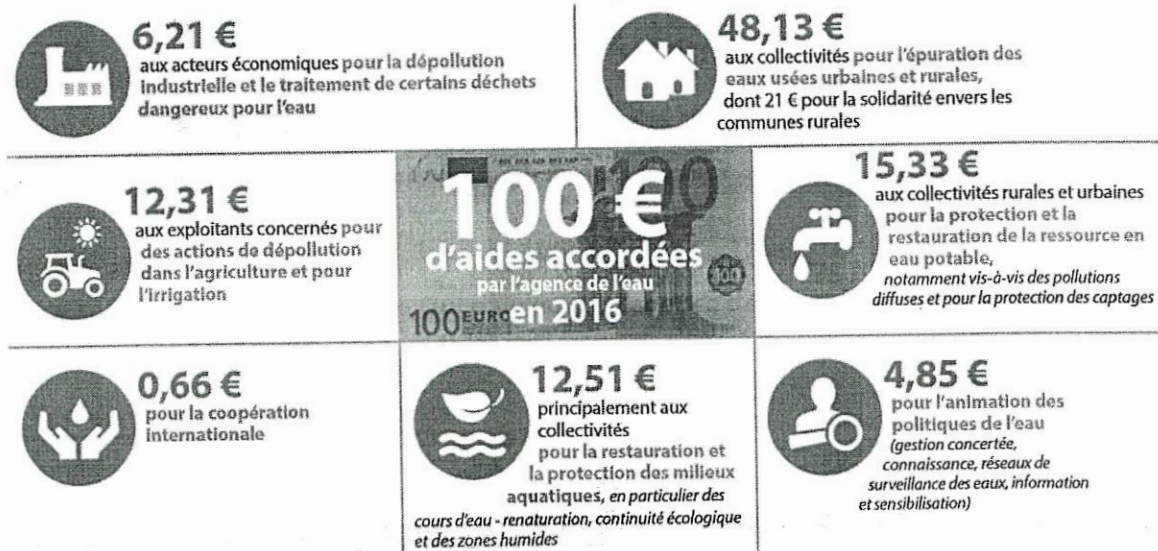 6,21 €
aux acteurs économiques pour la dépollution
industrielle et le traitement de certains déchets
dangereux pour l'eau
48,13 €
aux collectivités pour l'épuration des
eaux usées urbaines et rurales,
dont 21 € pour la solidarité envers les
communes rurales
12,31 €
aux exploitants concernés pour
des actions de dépollution
dans l'agriculture et pour
l'irrigation
100 €
d'aides accordées
par l'agence de l'eau
en 2016
100 EURO
100
15,33 €
aux collectivités rurales et urbaines
pour la protection et la
restauration de la ressource en
eau potable,
notamment vis-à-vis des pollutions
diffuses et pour la protection des captages
0,66 €
pour la coopération
internationale
12,51 €
principalement aux
collectivités
pour la restauration et
la protection des milieux
aquatiques, en particulier des
cours d'eau - renaturation, continuité écologique
et des zones humides
4,85 €
pour l'animation des
politiques de l'eau
(gestion concertée,
connaissance, réseaux de
surveillance des eaux, information
et sensibilisation)